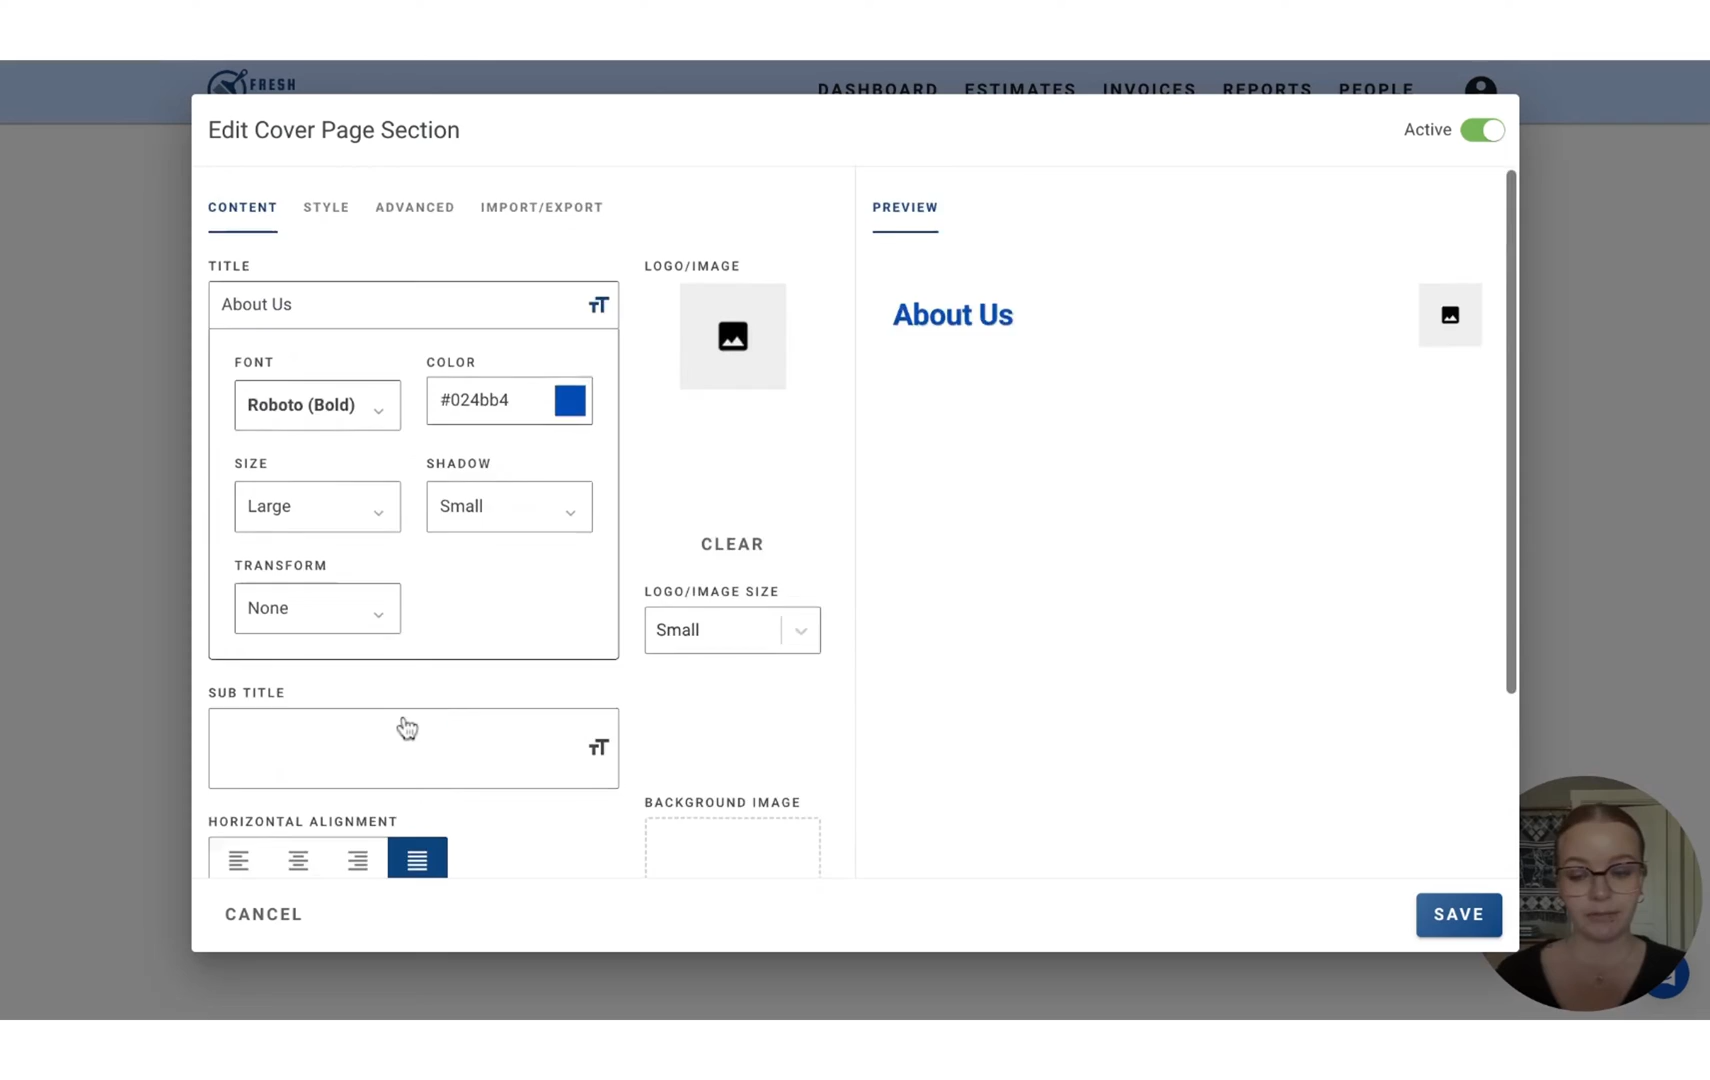 FRESH
DASHBOARD ESTIMATES INVOICES REPORTS PEOPLE
Edit Cover Page Section
Active
CONTENT STYLE ADVANCED IMPORT/EXPORT
PREVIEW
TITLE
LOGO/IMAGE
About Us
About Us
FONT
COLOR
Roboto (Bold)
#024bb4
SIZE
SHADOW
Large
Small
CLEAR
TRANSFORM
LOGO/IMAGE SIZE
None
Small
SUB TITLE
BACKGROUND IMAGE
HORIZONTAL ALIGNMENT
CANCEL
SAVE